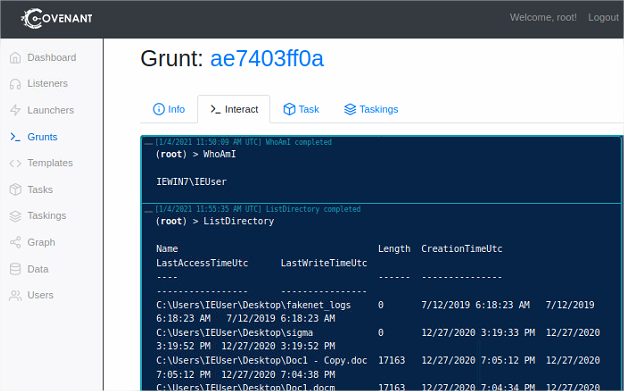 COVENANT
Welcome, root! Logout
Dashboard
Listeners
Launchers
Grunts
Templates
Tasks
Taskings
Graph
Data
Users
Grunt: ae7403ff0a
Info Interact Task Taskings
[1/4/2021 11:50:09 AM UTC] WhoAmI completed
(root) > WhoAmI
IEWIN7\IEUser
[1/4/2021 11:55:35 AM UTC] ListDirectory completed
(root) > ListDirectory
Name Length CreationTimeUtc
LastAccessTimeUtc LastWriteTimeUtc
---- ------ ---------------
----------------- ----------------
C:\Users\IEUser\Desktop\fakenet_logs 0 7/12/2019 6:18:23 AM 7/12/2019
6:18:23 AM 7/12/2019 6:18:23 AM
C:\Users\IEUser\Desktop\sigma 0 12/27/2020 3:19:33 PM 12/27/2020
3:19:52 PM 12/27/2020 3:19:52 PM
C:\Users\IEUser\Desktop\Doc1 - Copy.doc 17163 12/27/2020 7:05:12 PM 12/27/2020
7:05:12 PM 12/27/2020 7:04:38 PM
C:\Users\IEUser\Desktop\Doc1.docm 17163 12/27/2020 7:04:34 PM 12/27/2020